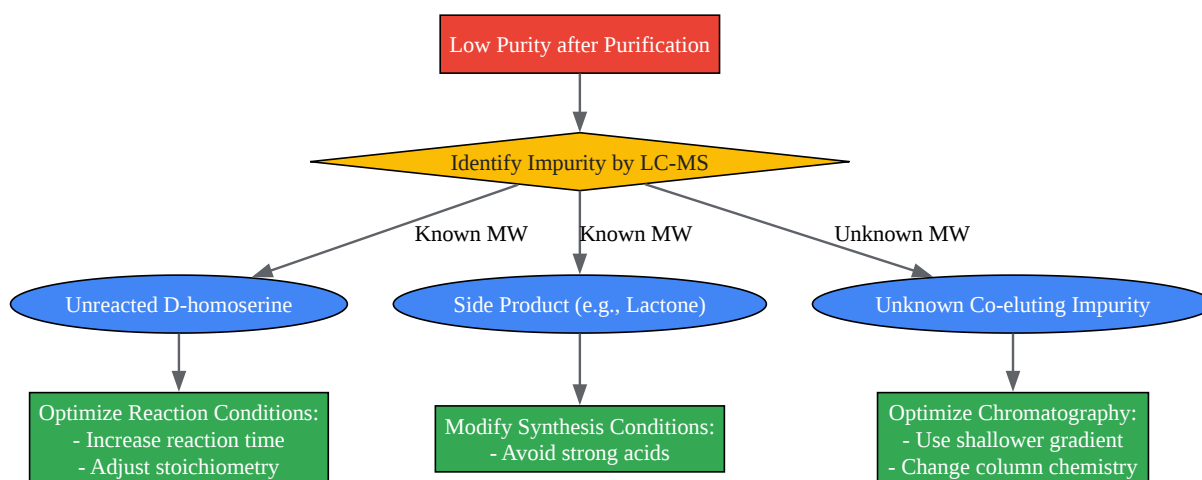 Low Purity after Purification
Identify Impurity by LC-MS
Known MW
Known MW
Unknown MW
Unreacted D-homoserine
Side Product (e.g., Lactone)
Unknown Co-eluting Impurity
Optimize Reaction Conditions:
- Increase reaction time
- Adjust stoichiometry
Modify Synthesis Conditions:
- Avoid strong acids
Optimize Chromatography:
- Use shallower gradient
- Change column chemistry